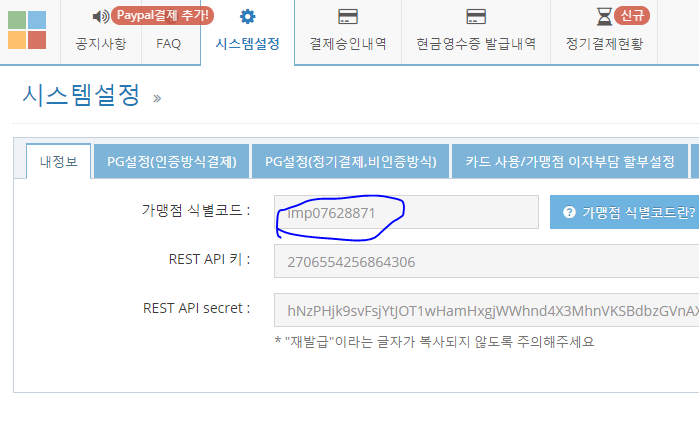 Paypal결제 추가!
신규
공지사항
FAQ
시스템설정
결제승인내역
현금영수증 발급내역
정기결제현황
시스템설정 »
내정보
PG설정(인증방식결제)
PG설정(정기결제,비인증방식)
카드 사용/가맹점 이자부담 할부설정
가맹점 식별코드 :
imp07628871
? 가맹점 식별코드란?
REST API 키 :
2706554256864306
REST API secret :
hNzPHjk9svFsjYtJOT1wHamHxgjWWhnd4X3MhnVKSBdbzGVnAX
* "재발급"이라는 글자가 복사되지 않도록 주의해주세요